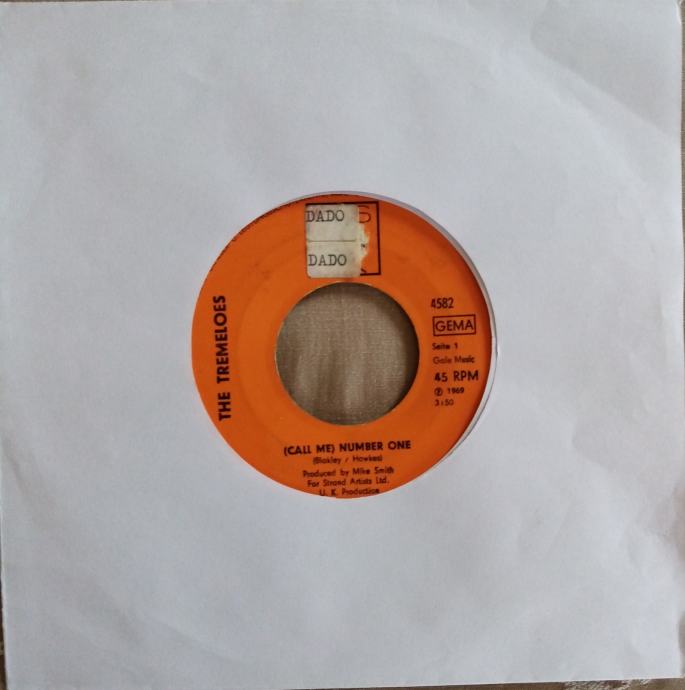 DADO
DADO
THE TREMELOES
4582
GEMA
Seite 1
Gale Music
45 RPM
Ⓟ 1969
3:50
(CALL ME) NUMBER ONE
(Blakley / Hawkes)
Produced by Mike Smith
For Strand Artists Ltd.
U. K. Production